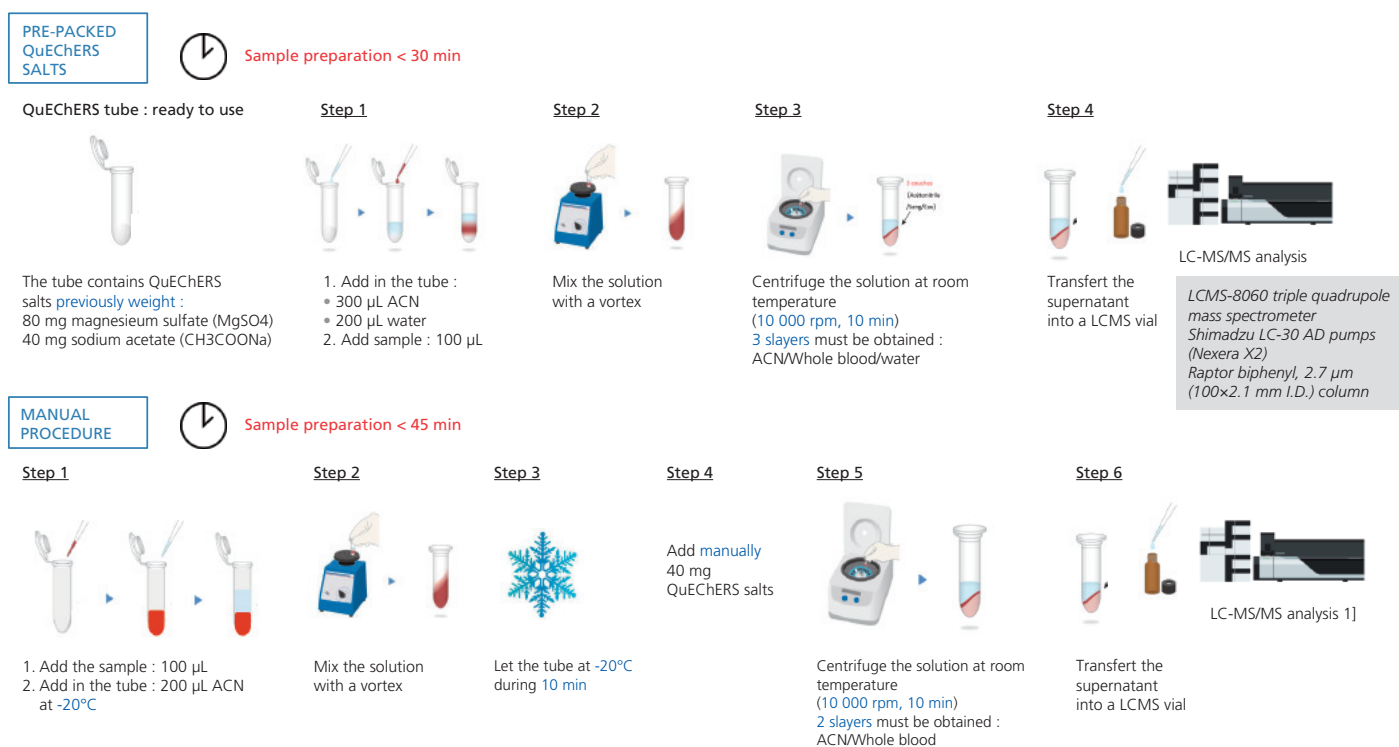 PRE-PACKED
QuEChERS
SALTS
Sample preparation < 30 min
QuEChERS tube : ready to use
The tube contains QuEChERS
salts previously weight :
80 mg magnesieum sulfate (MgSO4)
40 mg sodium acetate (CH3COONa)
Step 1
1. Add in the tube :
• 300 µL ACN
• 200 µL water
2. Add sample : 100 µL
Step 2
Mix the solution
with a vortex
Step 3
3 couches
(Acétonitrile
/Sang/Eau)
Centrifuge the solution at room
temperature
(10 000 rpm, 10 min)
3 slayers must be obtained :
ACN/Whole blood/water
Step 4
Transfert the
supernatant
into a LCMS vial
LC-MS/MS analysis
LCMS-8060 triple quadrupole
mass spectrometer
Shimadzu LC-30 AD pumps
(Nexera X2)
Raptor biphenyl, 2.7 µm
(100×2.1 mm I.D.) column
MANUAL
PROCEDURE
Sample preparation < 45 min
Step 1
1. Add the sample : 100 µL
2. Add in the tube : 200 µL ACN
at -20°C
Step 2
Mix the solution
with a vortex
Step 3
Let the tube at -20°C
during 10 min
Step 4
Add manually
40 mg
QuEChERS salts
Step 5
Centrifuge the solution at room
temperature
(10 000 rpm, 10 min)
2 slayers must be obtained :
ACN/Whole blood
Step 6
Transfert the
supernatant
into a LCMS vial
LC-MS/MS analysis 1]